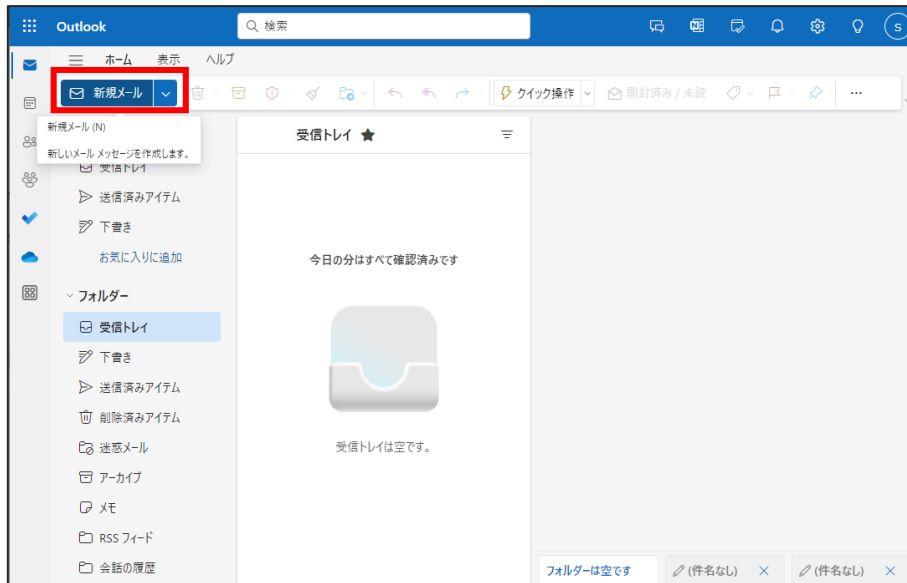 Outlook
検索
S
ホーム 表示 ヘルプ
新規メール
クイック操作
開封済み / 未読
新規メール (N)
新しいメール メッセージを作成します。
受信トレイ
送信済みアイテム
下書き
お気に入りに追加
フォルダー
受信トレイ
下書き
送信済みアイテム
削除済みアイテム
迷惑メール
アーカイブ
メモ
RSS フィード
会話の履歴
受信トレイ ★
今日の分はすべて確認済みです
受信トレイは空です。
フォルダーは空です
(件名なし)
(件名なし)